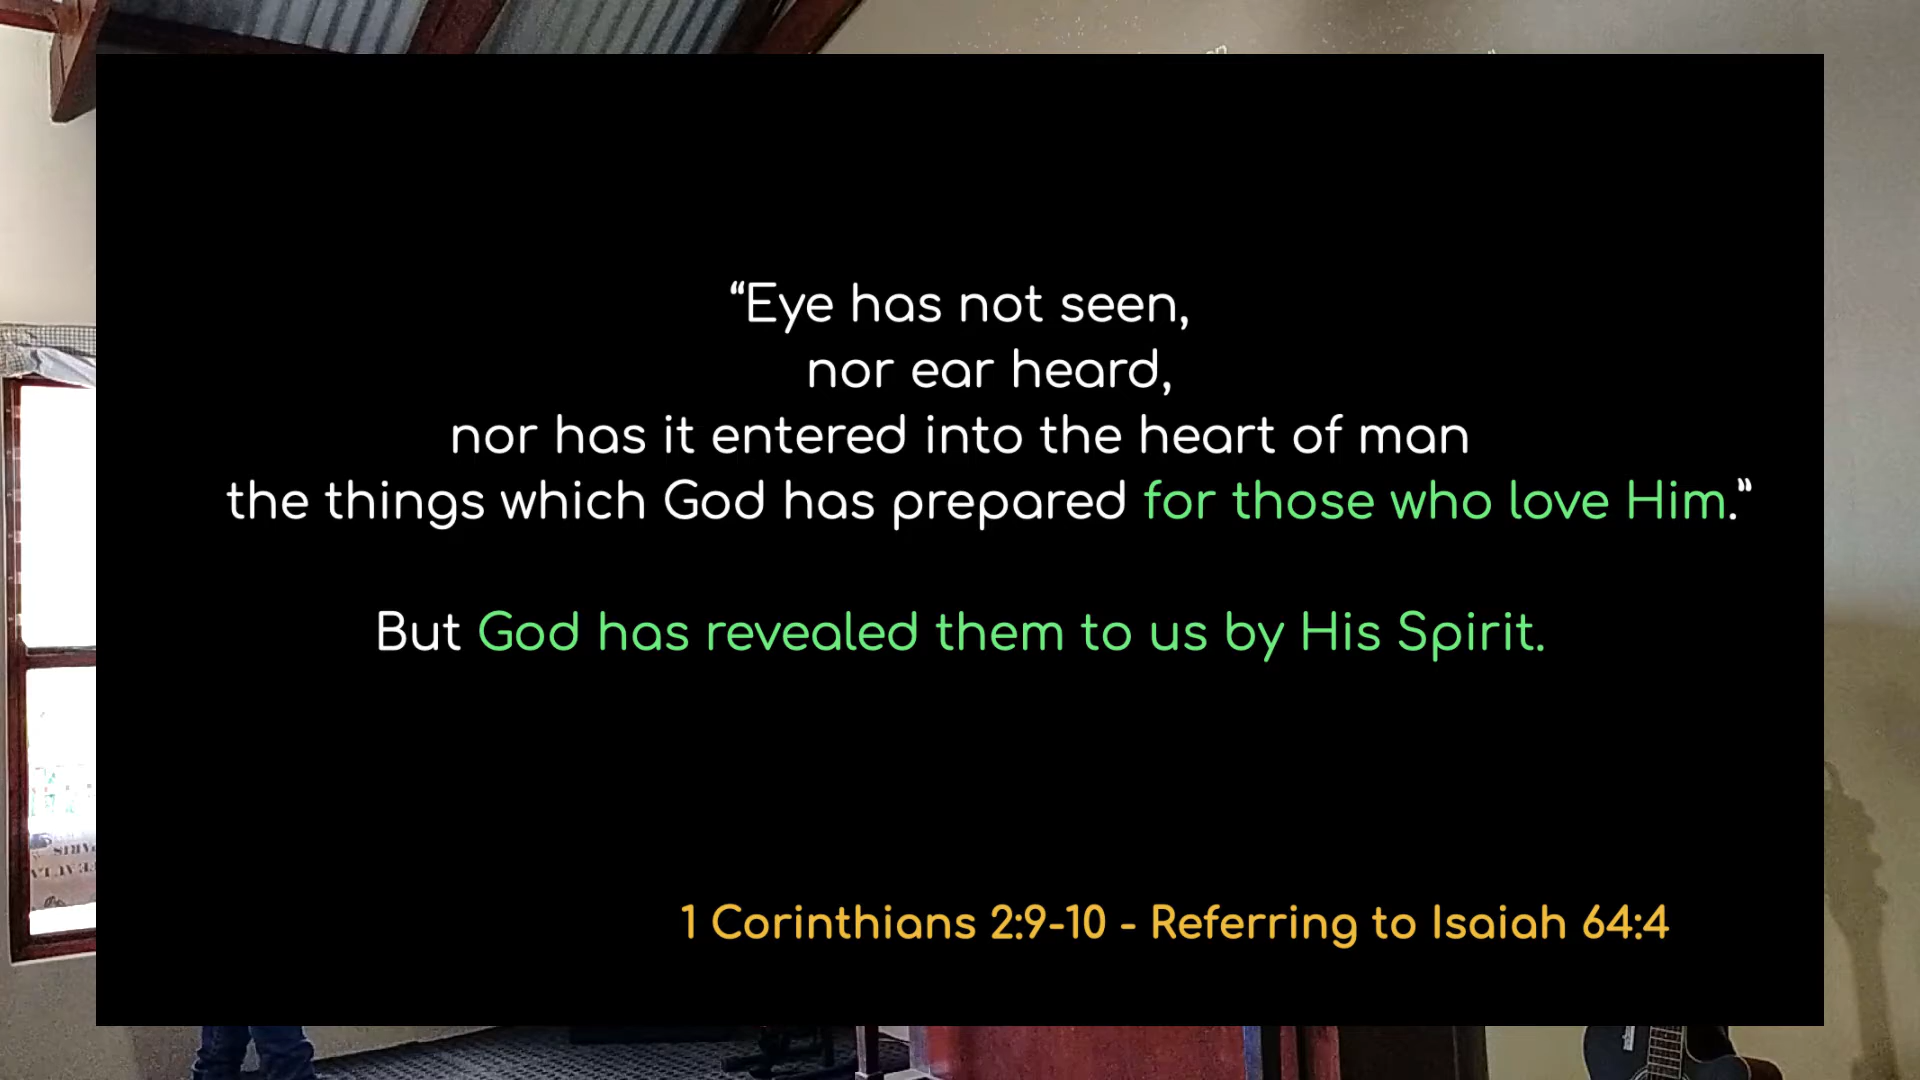 “Eye has not seen,
nor ear heard,
nor has it entered into the heart of man
the things which God has prepared for those who love Him.”
But God has revealed them to us by His Spirit.
1 Corinthians 2:9-10 - Referring to Isaiah 64:4